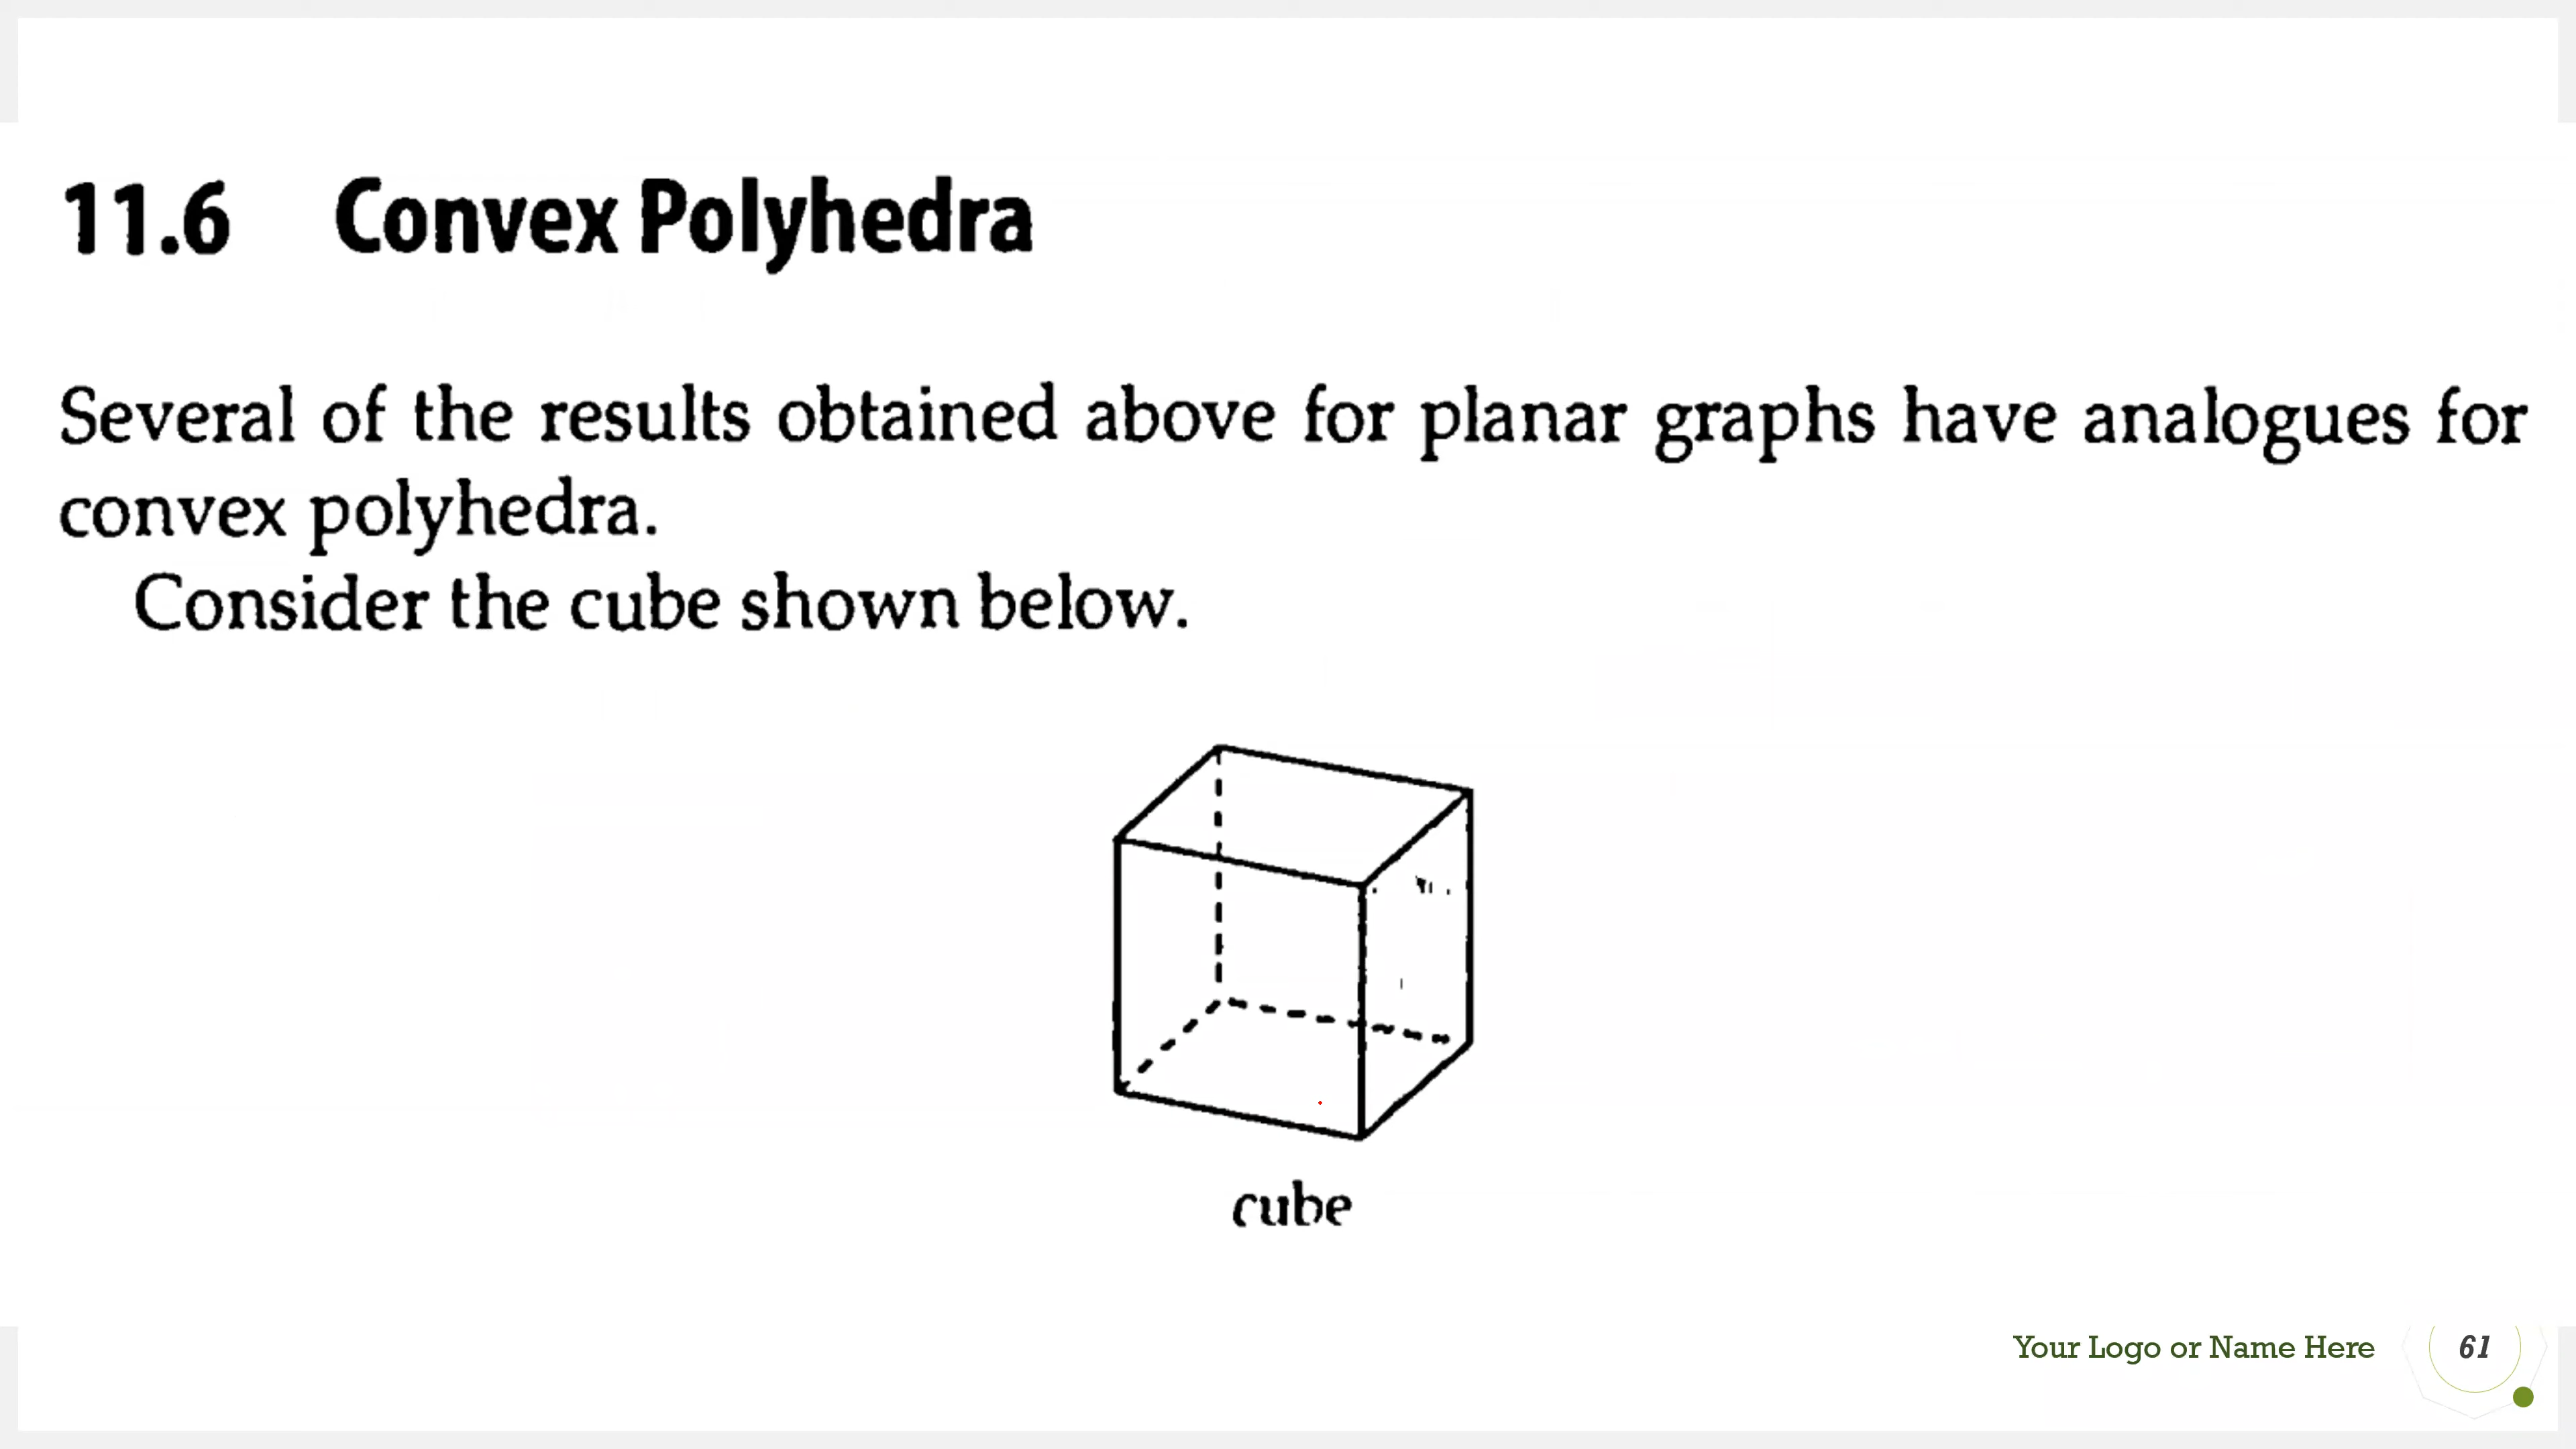 11.6 Convex Polyhedra
Several of the results obtained above for planar graphs have analogues for
convex polyhedra.
Consider the cube shown below.
cube
Your Logo or Name Here
61